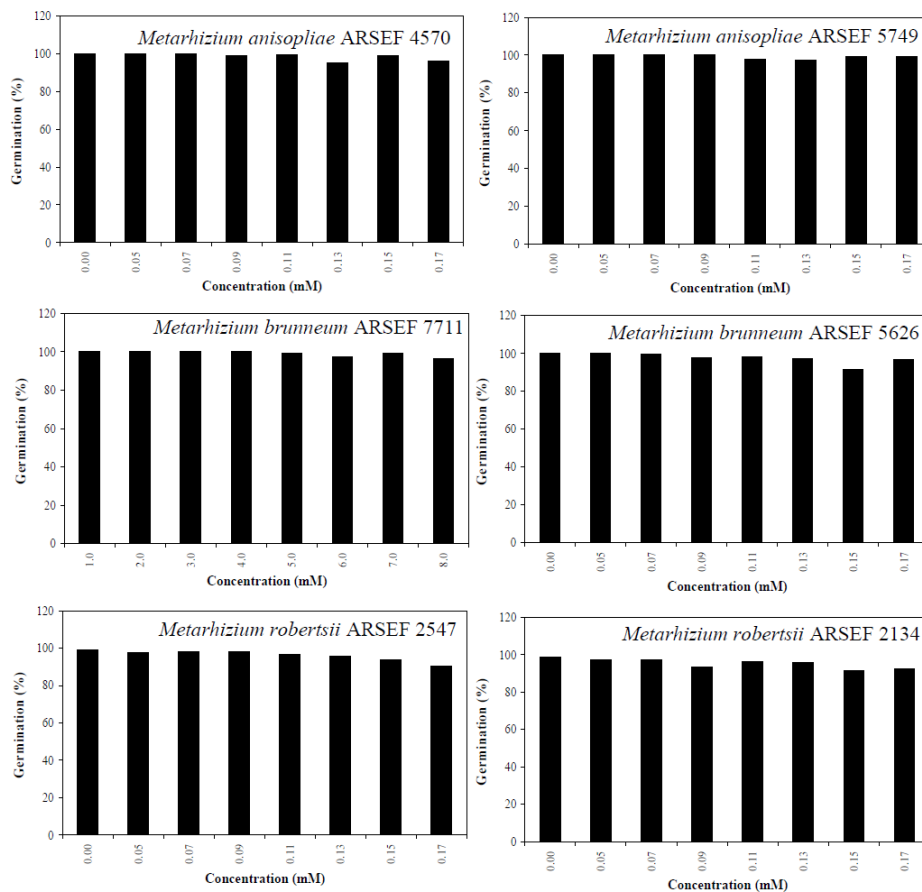 Metarhizium anisopliae ARSEF 4570
Germination (%)
120
100
80
60
40
20
0
0.00 0.05 0.07 0.09 0.11 0.13 0.15 0.17
Concentration (mM)
Metarhizium anisopliae ARSEF 5749
Germination (%)
120
100
80
60
40
20
0
0.00 0.05 0.07 0.09 0.11 0.13 0.15 0.17
Concentration (mM)
Metarhizium brunneum ARSEF 7711
Germination (%)
120
100
80
60
40
20
0
1.0 2.0 3.0 4.0 5.0 6.0 7.0 8.0
Concentration (mM)
Metarhizium brunneum ARSEF 5626
Germination (%)
120
100
80
60
40
20
0
0.00 0.05 0.07 0.09 0.11 0.13 0.15 0.17
Concentration (mM)
Metarhizium robertsii ARSEF 2547
Germination (%)
120
100
80
60
40
20
0
0.00 0.05 0.07 0.09 0.11 0.13 0.15 0.17
Concentration (mM)
Metarhizium robertsii ARSEF 2134
Germination (%)
120
100
80
60
40
20
0
0.00 0.05 0.07 0.09 0.11 0.13 0.15 0.17
Concentration (mM)